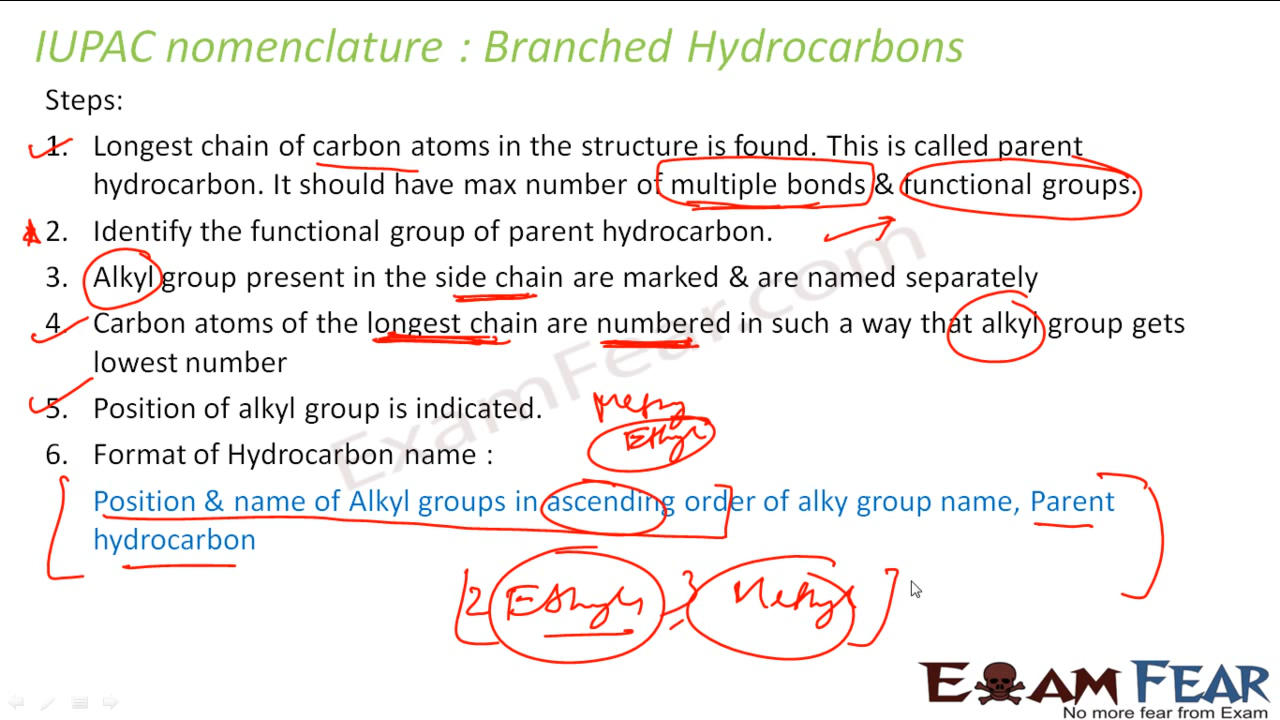 IUPAC nomenclature : Branched Hydrocarbons
Steps:
1. Longest chain of carbon atoms in the structure is found. This is called parent
hydrocarbon. It should have max number of multiple bonds & functional groups.
2. Identify the functional group of parent hydrocarbon.
3. Alkyl group present in the side chain are marked & are named separately
4. Carbon atoms of the longest chain are numbered in such a way that alkyl group gets
lowest number
5. Position of alkyl group is indicated.
Methy
Ethyl
6. Format of Hydrocarbon name :
Position & name of Alkyl groups in ascending order of alky group name, Parent
hydrocarbon
2 Ethyl 3 Methyl
ExamFear.com
EXAM FEAR
No more fear from Exam